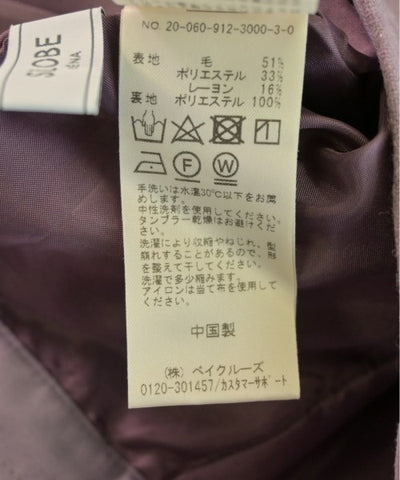 SLOBE
ENA
NO. 20-060-912-3000-3-0
表地 毛 51%
ポリエステル 33%
レーヨン 16%
裏地 ポリエステル 100%
F W
手洗いは水温30℃以下をお薦
めします。
中性洗剤を使用してください。
タンブラー乾燥はお避けくださ
い。
洗濯により収縮やねじれ、型
崩れすることがあるので、形
を整えて干してください。
洗濯で多少縮みます。
アイロンは当て布を使用して下
さい。
中国製
(株) ベイクルーズ
0120-301457/カスタマーサポート